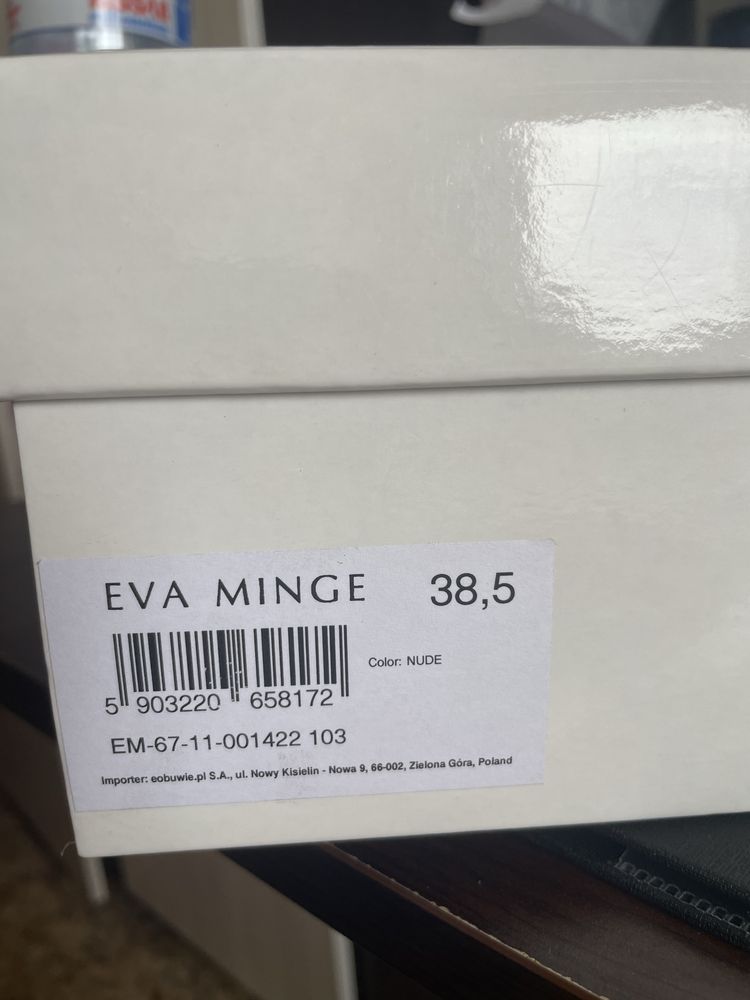 EVA MINGE 38,5
Color: NUDE
5 903220 658172
EM-67-11-001422 103
Importer: eobuwie.pl S.A., ul. Nowy Kisielin - Nowa 9, 66-002, Zielona Góra, Poland